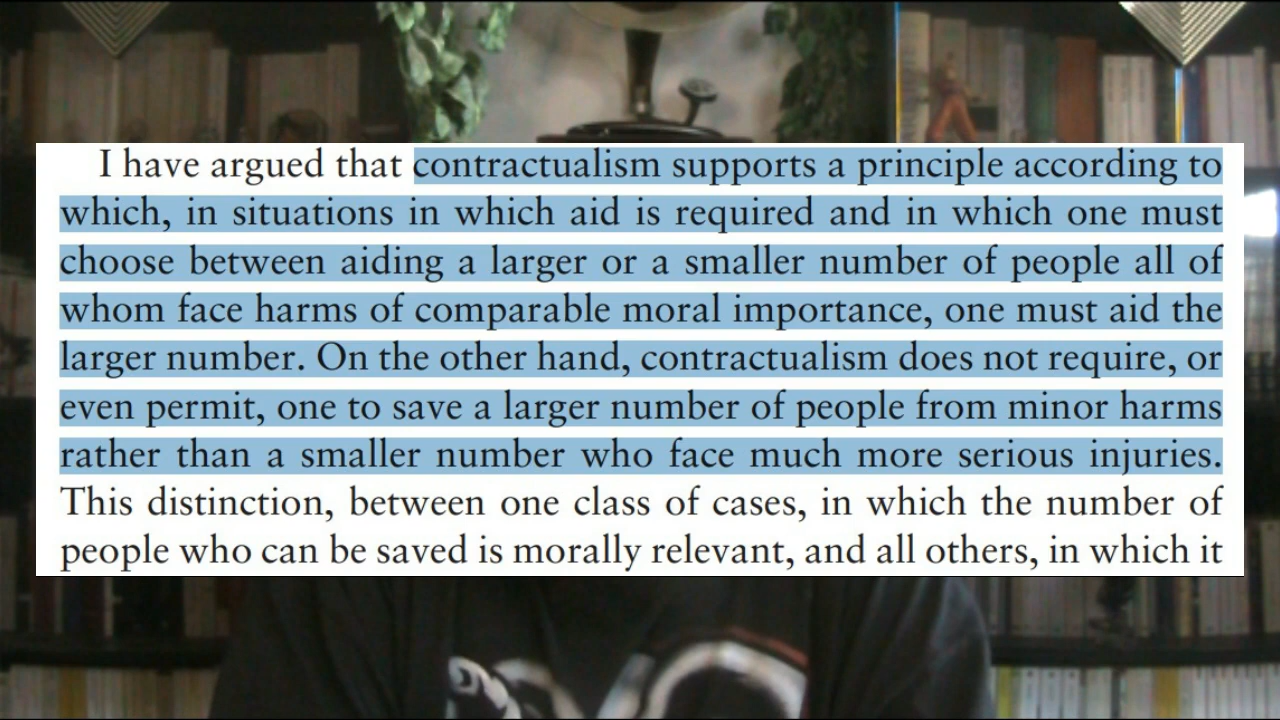 I have argued that contractualism supports a principle according to
which, in situations in which aid is required and in which one must
choose between aiding a larger or a smaller number of people all of
whom face harms of comparable moral importance, one must aid the
larger number. On the other hand, contractualism does not require, or
even permit, one to save a larger number of people from minor harms
rather than a smaller number who face much more serious injuries.
This distinction, between one class of cases, in which the number of
people who can be saved is morally relevant, and all others, in which it